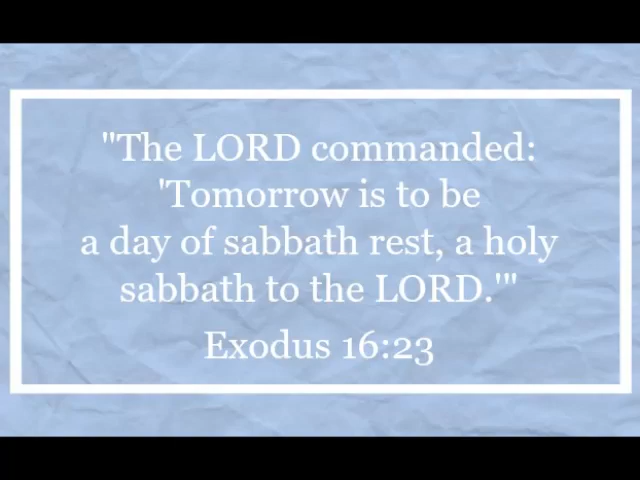 "The LORD commanded:
'Tomorrow is to be
a day of sabbath rest, a holy
sabbath to the LORD.'"
Exodus 16:23